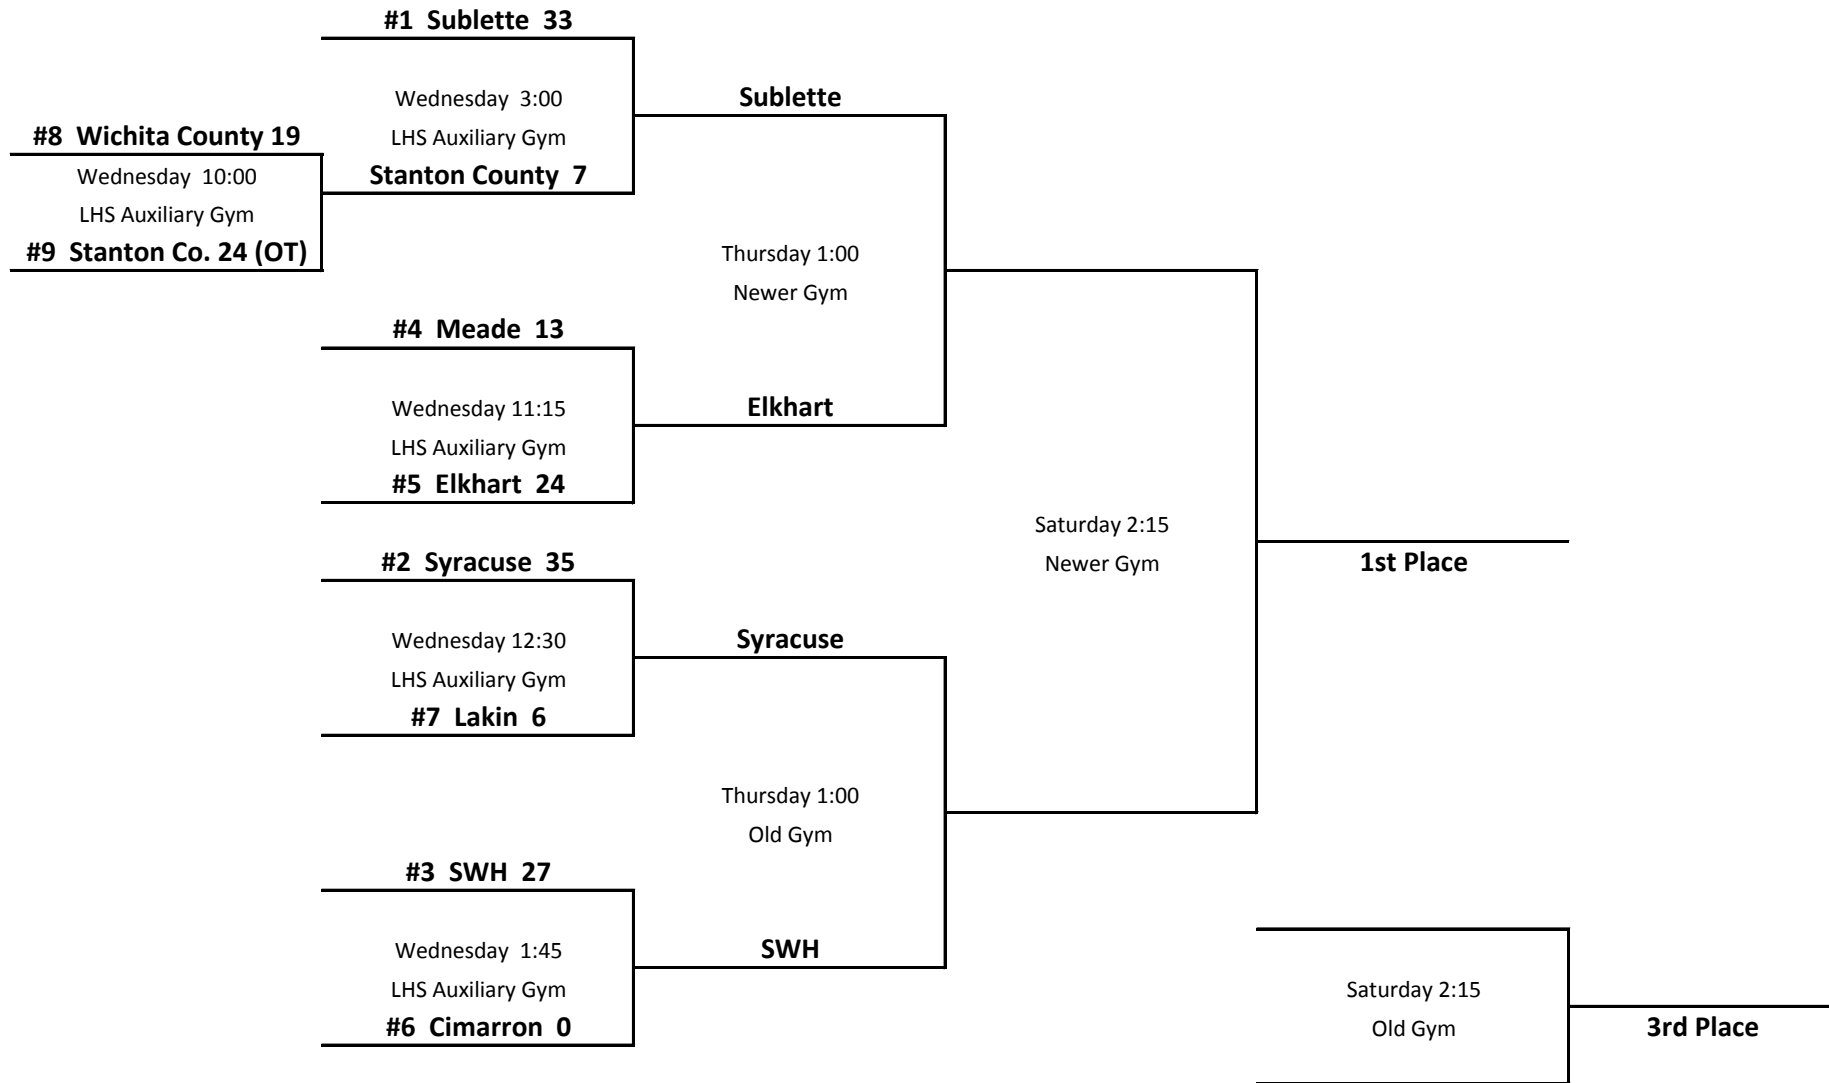 #1 Sublette 33
Wednesday 3:00
LHS Auxiliary Gym
Sublette
#8 Wichita County 19
Wednesday 10:00
LHS Auxiliary Gym
#9 Stanton Co. 24 (OT)
Stanton County 7
Thursday 1:00
Newer Gym
#4 Meade 13
Wednesday 11:15
LHS Auxiliary Gym
#5 Elkhart 24
Elkhart
Saturday 2:15
Newer Gym
1st Place
#2 Syracuse 35
Wednesday 12:30
LHS Auxiliary Gym
#7 Lakin 6
Syracuse
Thursday 1:00
Old Gym
#3 SWH 27
Wednesday 1:45
LHS Auxiliary Gym
#6 Cimarron 0
SWH
Saturday 2:15
Old Gym
3rd Place